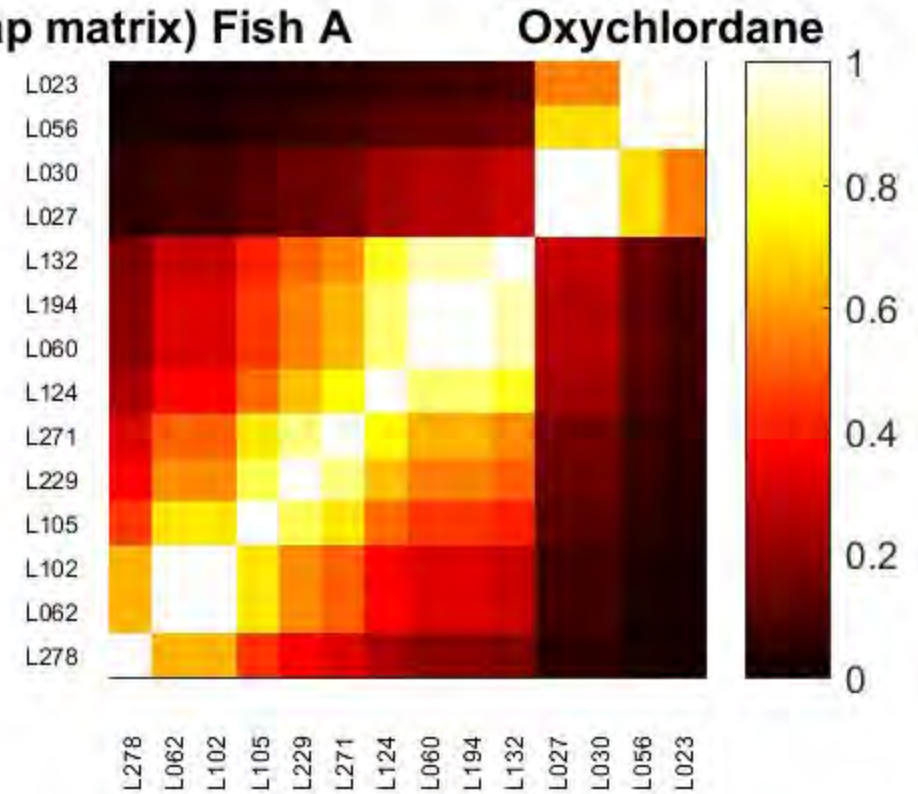 ap matrix) Fish A Oxychlordane
L023
L056
L030
L027
L132
L194
L060
L124
L271
L229
L105
L102
L062
L278
1
0.8
0.6
0.4
0.2
0
L278 L062 L102 L105 L229 L271 L124 L060 L194 L132 L027 L030 L056 L023